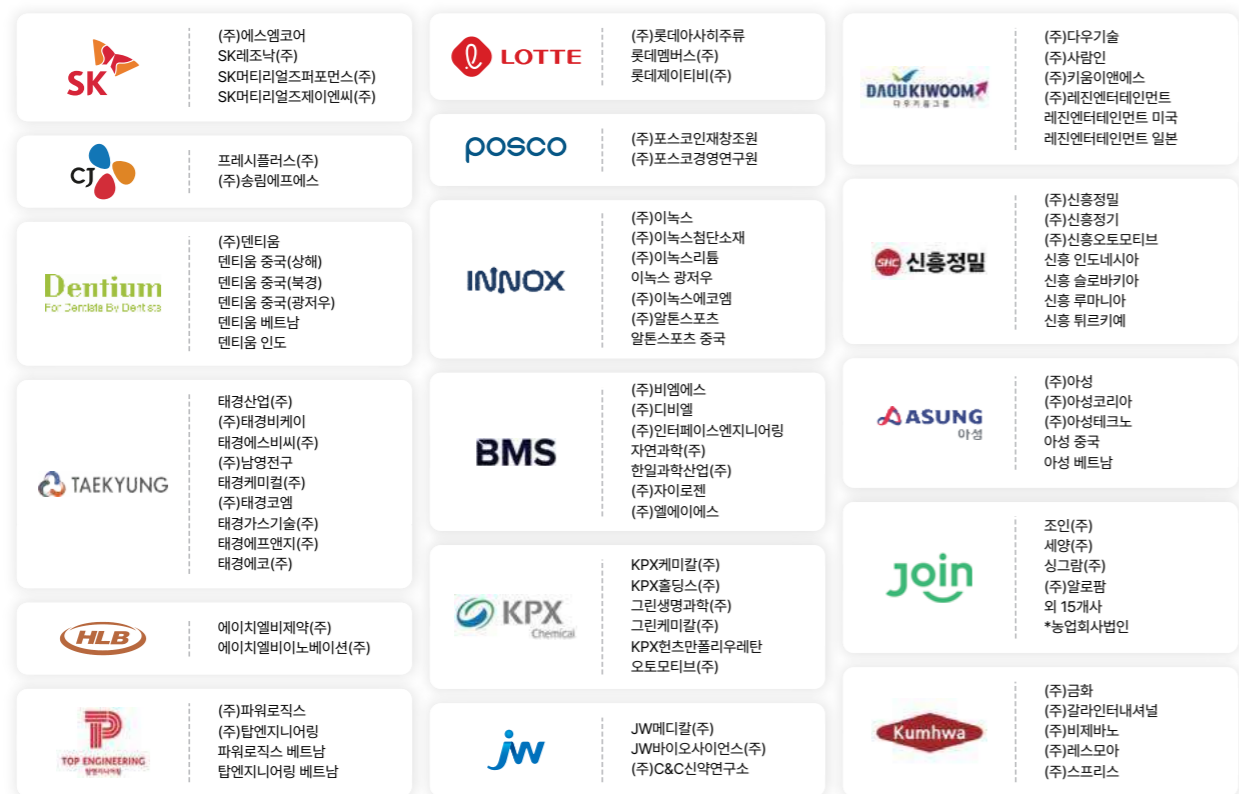 SK
(주)에스엠코어
SK레조낙(주)
SK머티리얼즈퍼포먼스(주)
SK머티리얼즈제이엔씨(주)
CJ
프레시플러스(주)
(주)송림에프에스
Dentium
For Dentists By Dentists
(주)덴티움
덴티움 중국(상해)
덴티움 중국(북경)
덴티움 중국(광저우)
덴티움 베트남
덴티움 인도
TAEKYUNG
태경산업(주)
(주)태경비케이
태경에스비씨(주)
(주)남영전구
태경케미컬(주)
(주)태경코엠
태경가스기술(주)
태경에프앤지(주)
태경에코(주)
HLB
에이치엘비제약(주)
에이치엘비이노베이션(주)
TOP ENGINEERING
탑엔지니어링
(주)파워로직스
(주)탑엔지니어링
파워로직스 베트남
탑엔지니어링 베트남
LOTTE
(주)롯데아사히주류
롯데멤버스(주)
롯데제이티비(주)
posco
(주)포스코인재창조원
(주)포스코경영연구원
INNOX
(주)이녹스
(주)이녹스첨단소재
(주)이녹스리튬
이녹스 광저우
(주)이녹스에코엠
(주)알톤스포츠
알톤스포츠 중국
BMS
(주)비엠에스
(주)디비엘
(주)인터페이스엔지니어링
자연과학(주)
한일과학산업(주)
(주)자이로젠
(주)엘에이에스
KPX
Chemical
KPX케미칼(주)
KPX홀딩스(주)
그린생명과학(주)
그린케미칼(주)
KPX헌츠만폴리우레탄
오토모티브(주)
jw
JW메디칼(주)
JW바이오사이언스(주)
(주)C&C신약연구소
DAOU KIWOOM
다우키움그룹
(주)다우기술
(주)사람인
(주)키움이앤에스
(주)레진엔터테인먼트
레진엔터테인먼트 미국
레진엔터테인먼트 일본
SHC 신흥정밀
(주)신흥정밀
(주)신흥정기
(주)신흥오토모티브
신흥 인도네시아
신흥 슬로바키아
신흥 루마니아
신흥 튀르키예
ASUNG
아성
(주)아성
(주)아성코리아
(주)아성테크노
아성 중국
아성 베트남
join
조인(주)
세양(주)
싱그람(주)
(주)알로팜
외 15개사
*농업회사법인
Kumhwa
(주)금화
(주)갈라인터내셔널
(주)비제바노
(주)레스모아
(주)스프리스